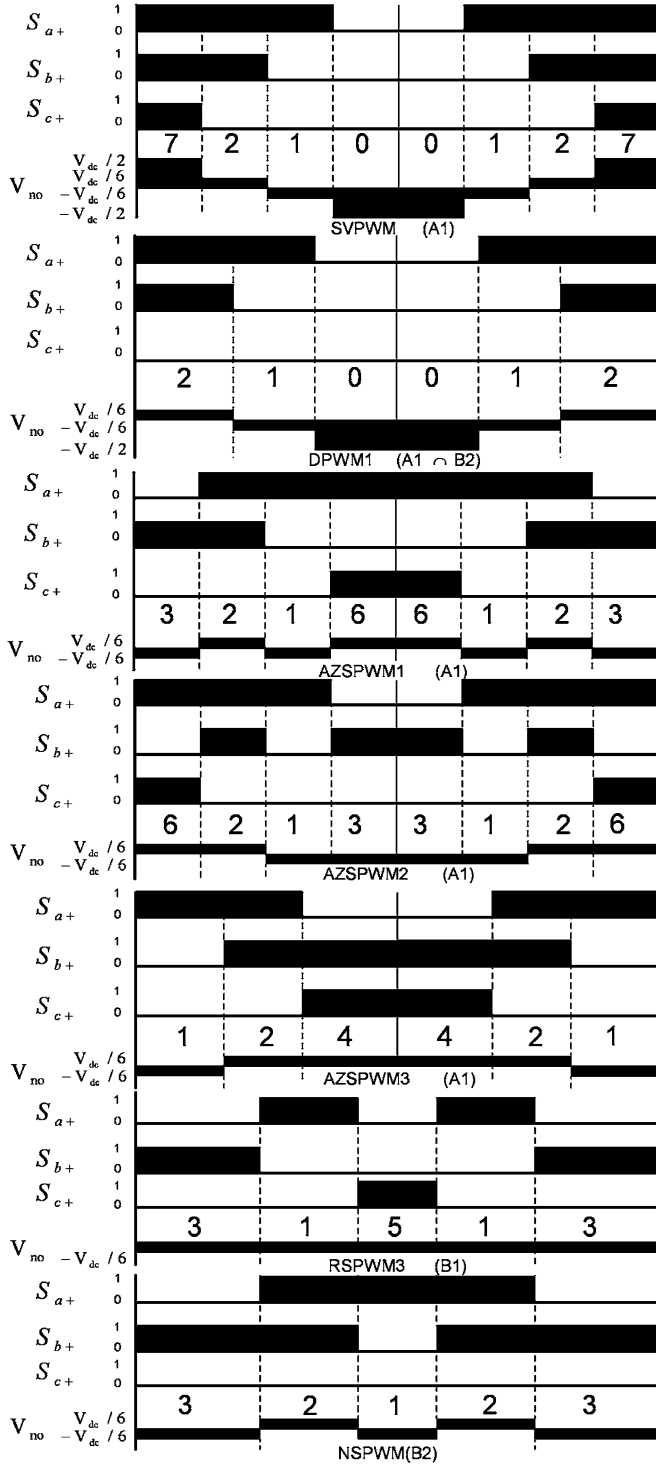 S a+ 1 0
S b+ 1 0
S c+ 1 0
7 2 1 0 0 1 2 7
V dc / 2
V dc / 6
V no − V dc / 6
− V dc / 2
SVPWM (A1)
S a+ 1 0
S b+ 1 0
S c+ 1 0
2 1 0 0 1 2
V dc / 6
V no − V dc / 6
− V dc / 2
DPWM1 (A1 ∩ B2)
S a+ 1 0
S b+ 1 0
S c+ 1 0
3 2 1 6 6 1 2 3
V dc / 6
V no − V dc / 6
AZSPWM1 (A1)
S a+ 1 0
S b+ 1 0
S c+ 1 0
6 2 1 3 3 1 2 6
V dc / 6
V no − V dc / 6
AZSPWM2 (A1)
S a+ 1 0
S b+ 1 0
S c+ 1 0
1 2 4 4 2 1
V dc / 6
V no − V dc / 6
AZSPWM3 (A1)
S a+ 1 0
S b+ 1 0
S c+ 1 0
3 1 5 1 3
V no − V dc / 6
RSPWM3 (B1)
S a+ 1 0
S b+ 1 0
S c+ 1 0
3 2 1 2 3
V dc / 6
V no − V dc / 6
NSPWM(B2)